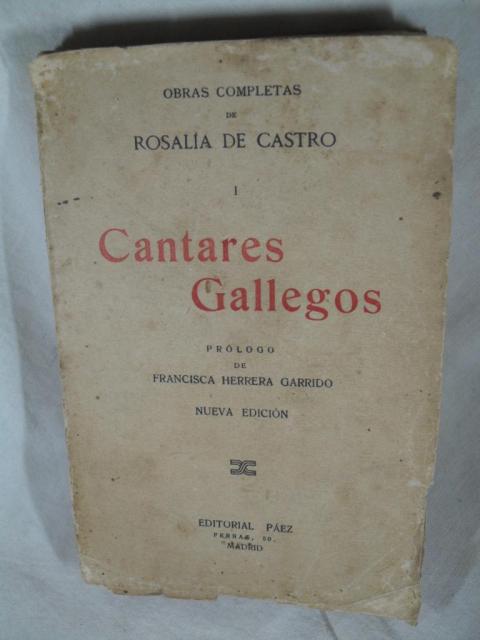 OBRAS COMPLETAS
DE
ROSALÍA DE CASTRO
I
Cantares
Gallegos
PRÓLOGO
DE
FRANCISCA HERRERA GARRIDO
NUEVA EDICIÓN
EDITORIAL PÁEZ
MADRID